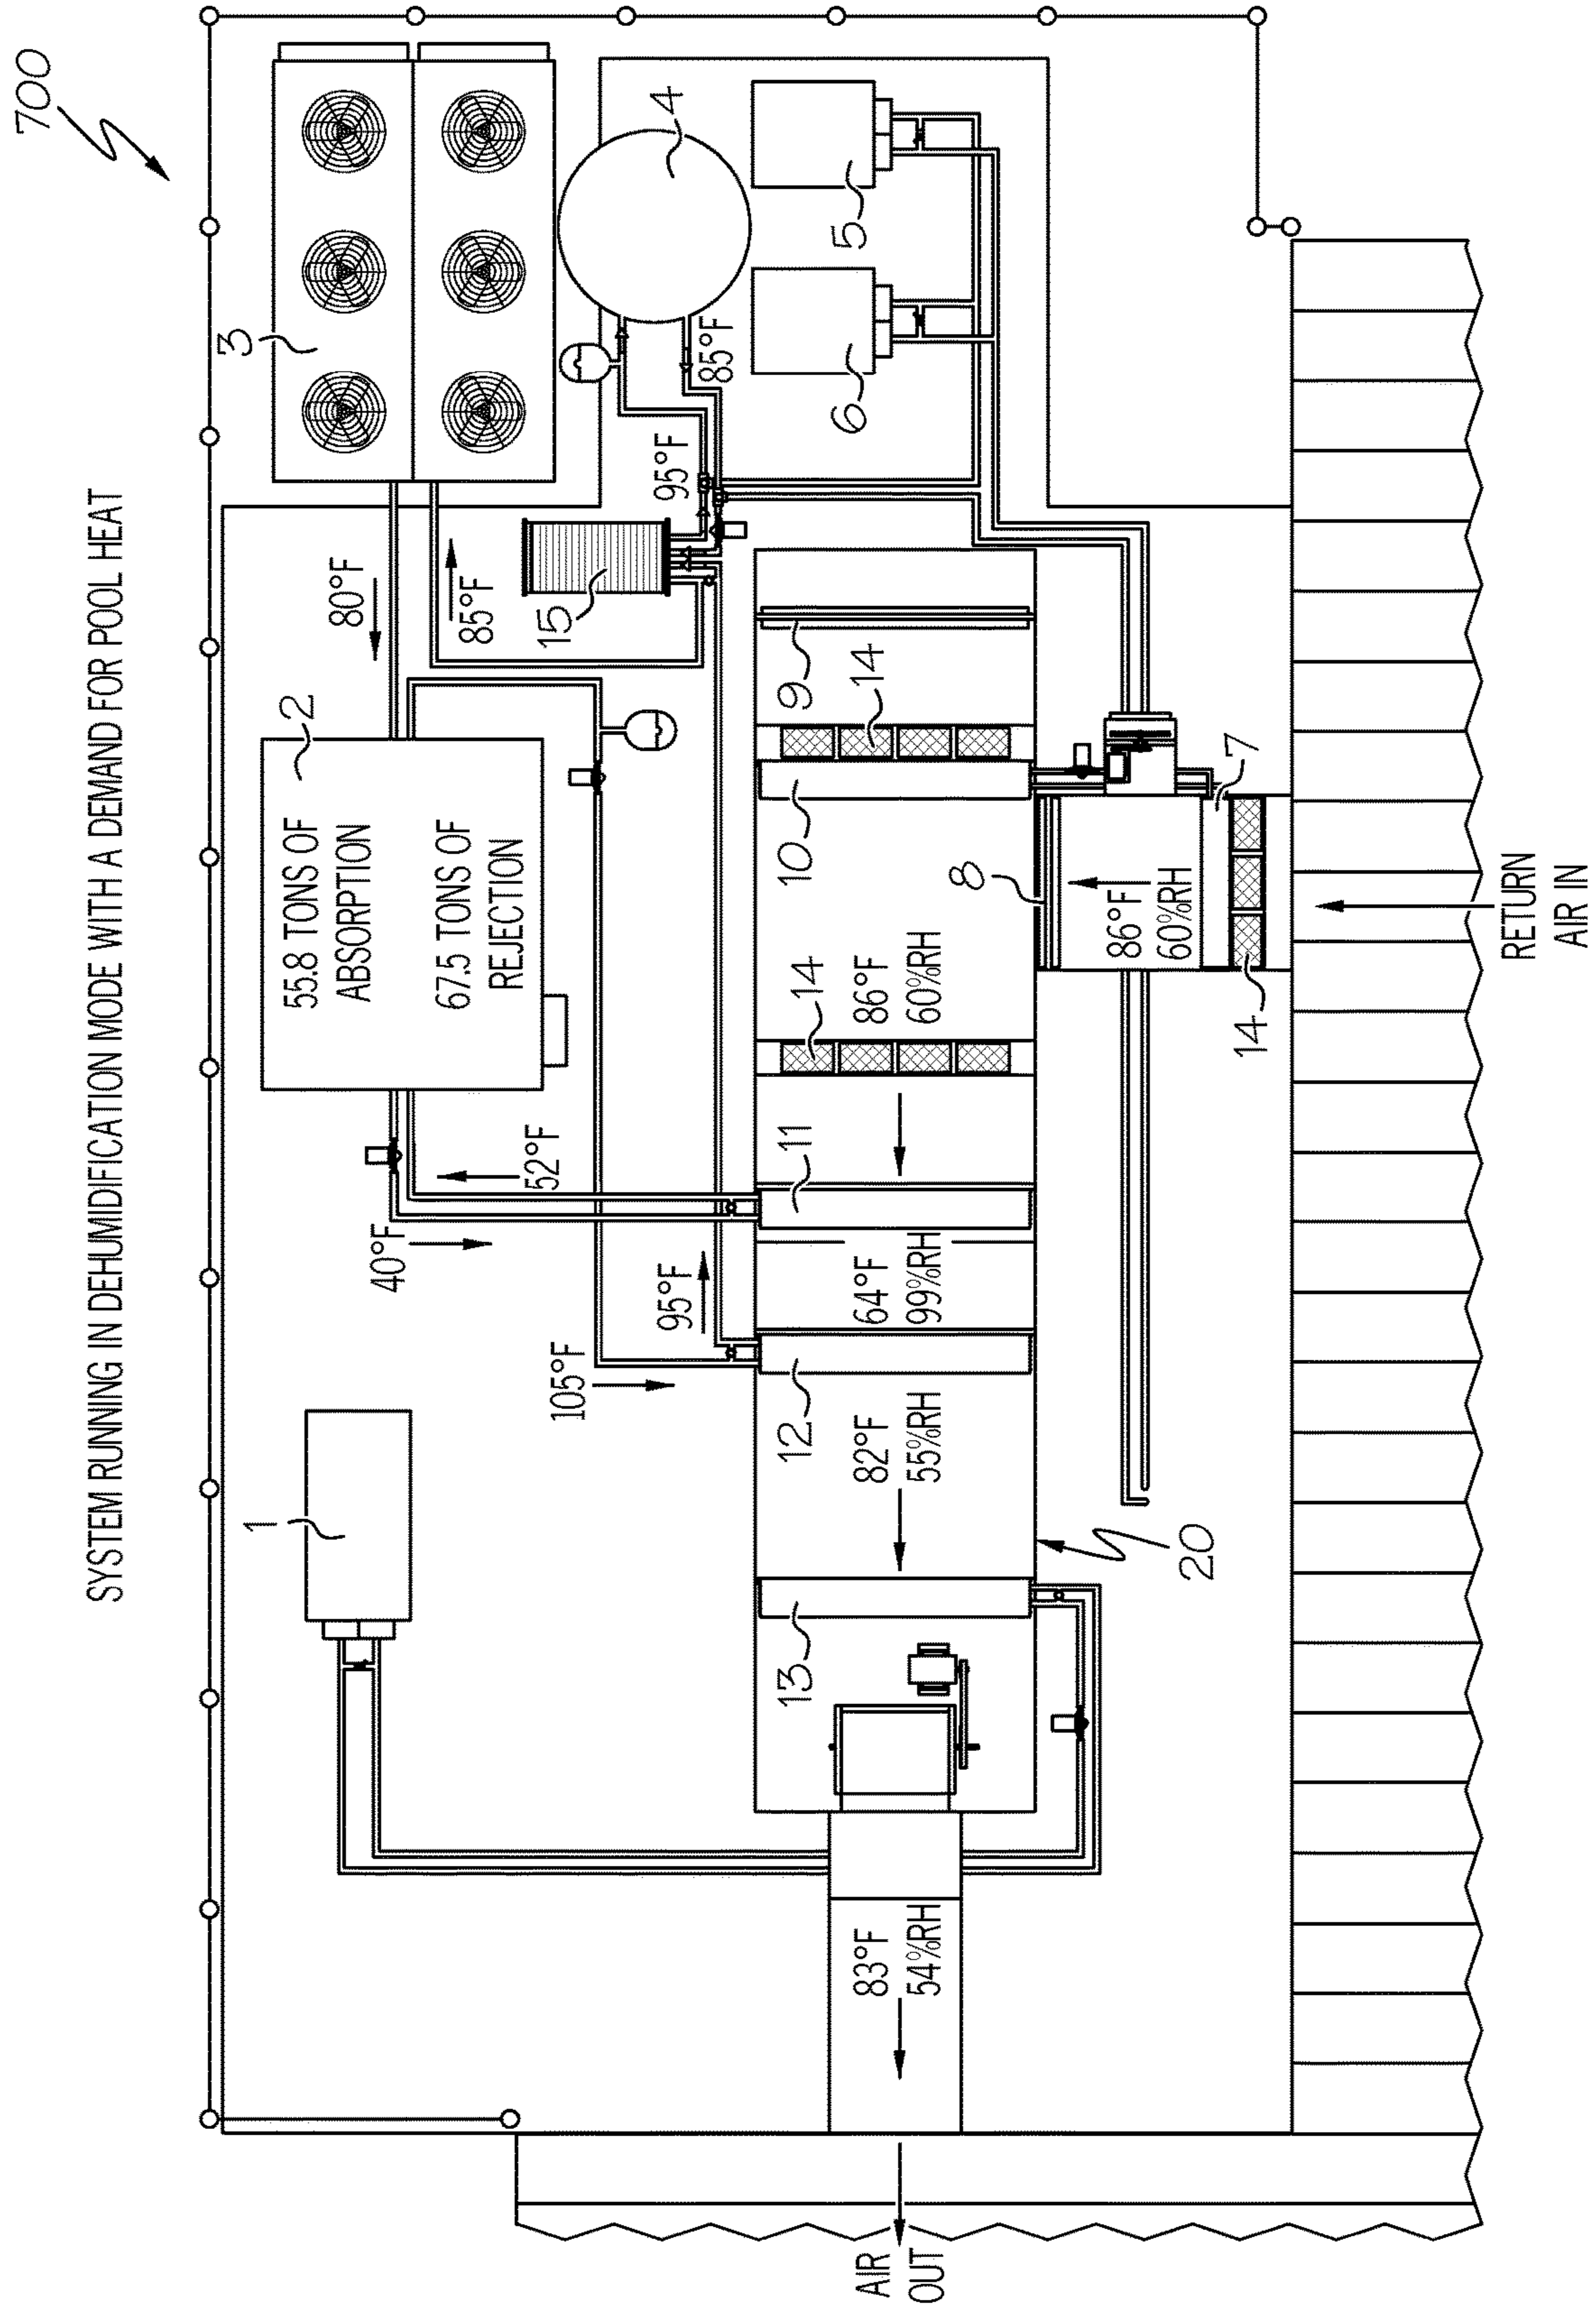 SYSTEM RUNNING IN DEHUMIDIFICATION MODE WITH A DEMAND FOR POOL HEAT
700
1
2
3
55.8 TONS OF
ABSORPTION
67.5 TONS OF
REJECTION
80°F
85°F
40°F
52°F
105°F
95°F
15
95°F
85°F
4
5
6
AIR
OUT
83°F
54%RH
13
82°F
55%RH
12
64°F
99%RH
11
14
86°F
60%RH
10
14
9
20
8
86°F
60%RH
7
14
RETURN
AIR IN